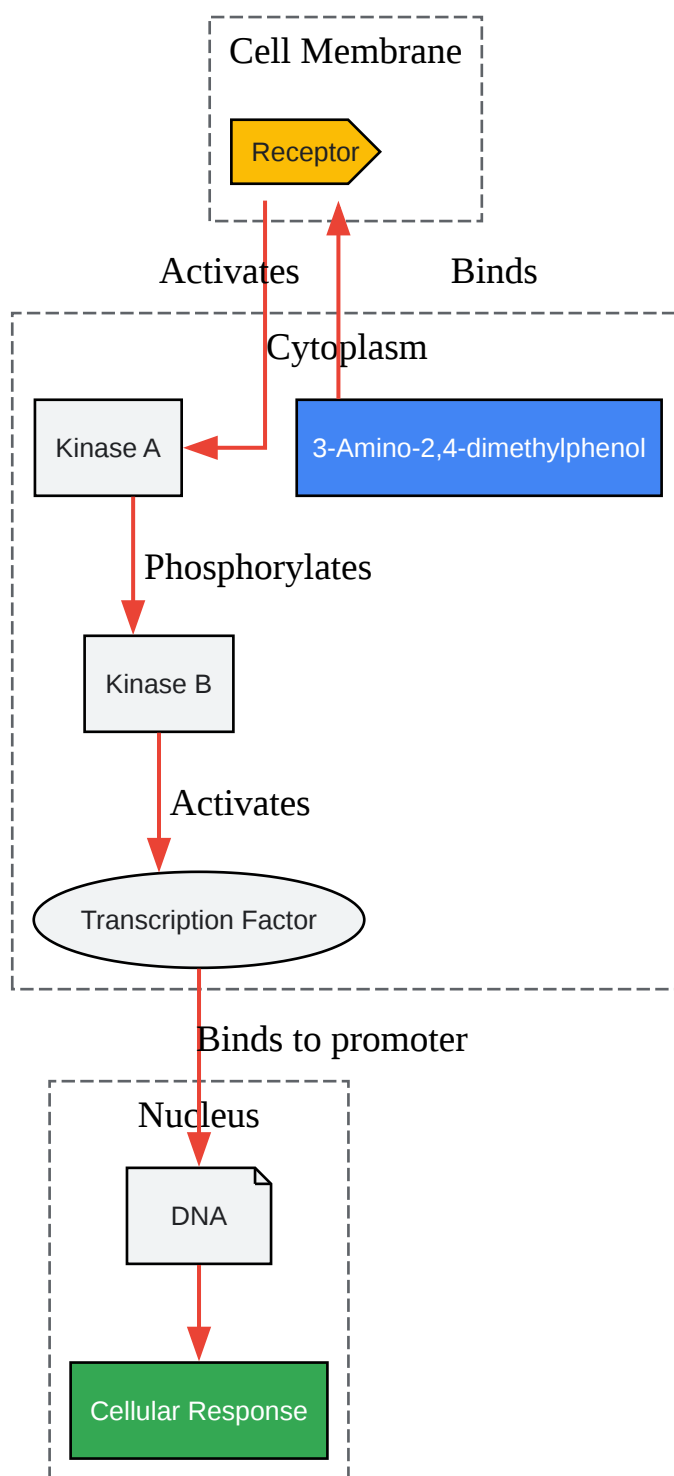 Cell Membrane
Receptor
Activates
Binds
Cytoplasm
Kinase A
3-Amino-2,4-dimethylphenol
Phosphorylates
Kinase B
Activates
Transcription Factor
Binds to promoter
Nucleus
DNA
Cellular Response